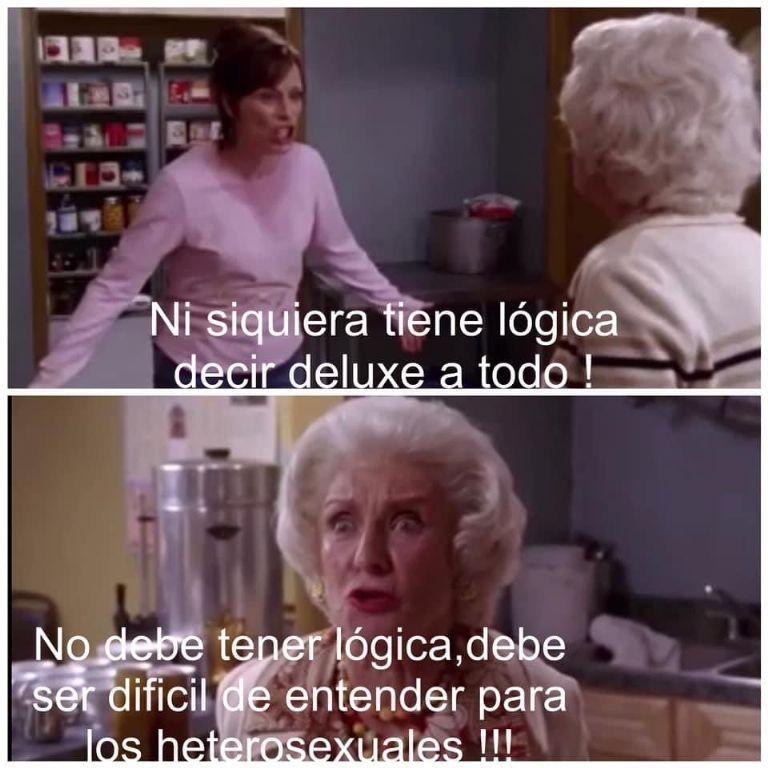 Ni siquiera tiene lógica
decir deluxe a todo !
No debe tener lógica,debe
ser dificil de entender para
los heterosexuales !!!